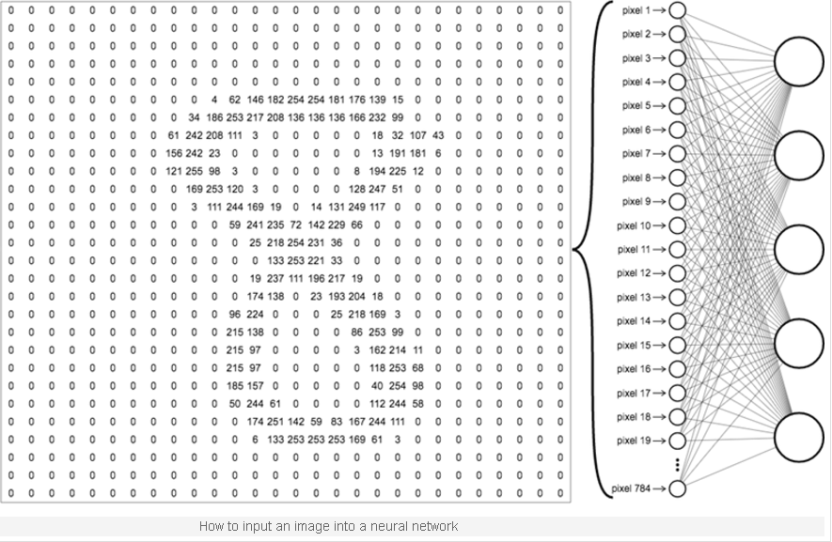 0 0 0 0 0 0 0 0 0 0 0 0 0 0 0 0 0 0 0 0 0 0 0 0 0 0 0 0
0 0 0 0 0 0 0 0 0 0 0 0 0 0 0 0 0 0 0 0 0 0 0 0 0 0 0 0
0 0 0 0 0 0 0 0 0 0 0 0 0 0 0 0 0 0 0 0 0 0 0 0 0 0 0 0
0 0 0 0 0 0 0 0 0 0 0 0 0 0 0 0 0 0 0 0 0 0 0 0 0 0 0 0
0 0 0 0 0 0 0 0 0 0 0 0 0 0 0 0 0 0 0 0 0 0 0 0 0 0 0 0
0 0 0 0 0 0 0 0 0 0 4 62 146 182 254 254 181 176 139 15 0 0 0 0 0 0 0 0
0 0 0 0 0 0 0 0 0 34 186 253 217 208 136 136 136 166 232 99 0 0 0 0 0 0 0 0
0 0 0 0 0 0 0 0 61 242 208 111 3 0 0 0 0 0 18 32 107 43 0 0 0 0 0 0
0 0 0 0 0 0 0 0 156 242 23 0 0 0 0 0 0 0 13 191 181 6 0 0 0 0 0 0
0 0 0 0 0 0 0 0 121 255 98 3 0 0 0 0 0 8 194 225 12 0 0 0 0 0 0 0
0 0 0 0 0 0 0 0 0 169 253 120 3 0 0 0 0 128 247 51 0 0 0 0 0 0 0 0
0 0 0 0 0 0 0 0 0 3 111 244 169 19 0 14 131 249 117 0 0 0 0 0 0 0 0 0
0 0 0 0 0 0 0 0 0 0 0 59 241 235 72 142 229 66 0 0 0 0 0 0 0 0 0 0
0 0 0 0 0 0 0 0 0 0 0 0 25 218 254 231 36 0 0 0 0 0 0 0 0 0 0 0
0 0 0 0 0 0 0 0 0 0 0 0 0 133 253 221 33 0 0 0 0 0 0 0 0 0 0 0
0 0 0 0 0 0 0 0 0 0 0 0 19 237 111 196 217 19 0 0 0 0 0 0 0 0 0 0
0 0 0 0 0 0 0 0 0 0 0 0 174 138 0 23 193 204 18 0 0 0 0 0 0 0 0 0
0 0 0 0 0 0 0 0 0 0 0 96 224 0 0 0 25 218 169 3 0 0 0 0 0 0 0 0
0 0 0 0 0 0 0 0 0 0 0 215 138 0 0 0 0 86 253 99 0 0 0 0 0 0 0 0
0 0 0 0 0 0 0 0 0 0 0 215 97 0 0 0 0 3 162 214 11 0 0 0 0 0 0 0
0 0 0 0 0 0 0 0 0 0 0 215 97 0 0 0 0 0 118 253 68 0 0 0 0 0 0 0
0 0 0 0 0 0 0 0 0 0 0 185 157 0 0 0 0 0 40 254 98 0 0 0 0 0 0 0
0 0 0 0 0 0 0 0 0 0 0 50 244 61 0 0 0 0 112 244 58 0 0 0 0 0 0 0
0 0 0 0 0 0 0 0 0 0 0 0 174 251 142 59 83 167 244 111 0 0 0 0 0 0 0 0
0 0 0 0 0 0 0 0 0 0 0 0 6 133 253 253 253 169 61 3 0 0 0 0 0 0 0 0
0 0 0 0 0 0 0 0 0 0 0 0 0 0 0 0 0 0 0 0 0 0 0 0 0 0 0 0
0 0 0 0 0 0 0 0 0 0 0 0 0 0 0 0 0 0 0 0 0 0 0 0 0 0 0 0
0 0 0 0 0 0 0 0 0 0 0 0 0 0 0 0 0 0 0 0 0 0 0 0 0 0 0 0
pixel 1
pixel 2
pixel 3
pixel 4
pixel 5
pixel 6
pixel 7
pixel 8
pixel 9
pixel 10
pixel 11
pixel 12
pixel 13
pixel 14
pixel 15
pixel 16
pixel 17
pixel 18
pixel 19
pixel 784
How to input an image into a neural network